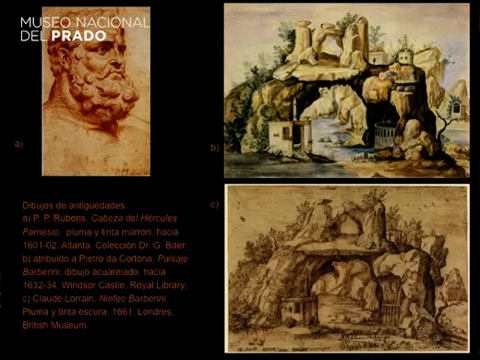 MUSEO NACIONAL
DEL PRADO
a)
b)
c)
Dibujos de antigüedades:
a) P. P. Rubens, Cabeza del Hércules
Farnesio, pluma y tinta marrón, hacia
1601-02, Atlanta, Colección Dr. G. Baer;
b) atribuido a Pietro da Cortona, Paisaje
Barberini, dibujo acuarelado, hacia
1632-34, Windsor Castle, Royal Library;
c) Claude Lorrain, Ninfeo Barberini,
Pluma y tinta oscura, 1661, Londres,
British Museum